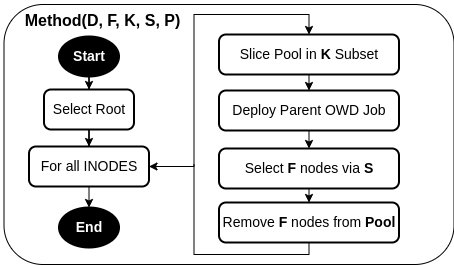 Method(D, F, K, S, P)
Start
Select Root
For all INODES
End
Slice Pool in K Subset
Deploy Parent OWD Job
Select F nodes via S
Remove F nodes from Pool